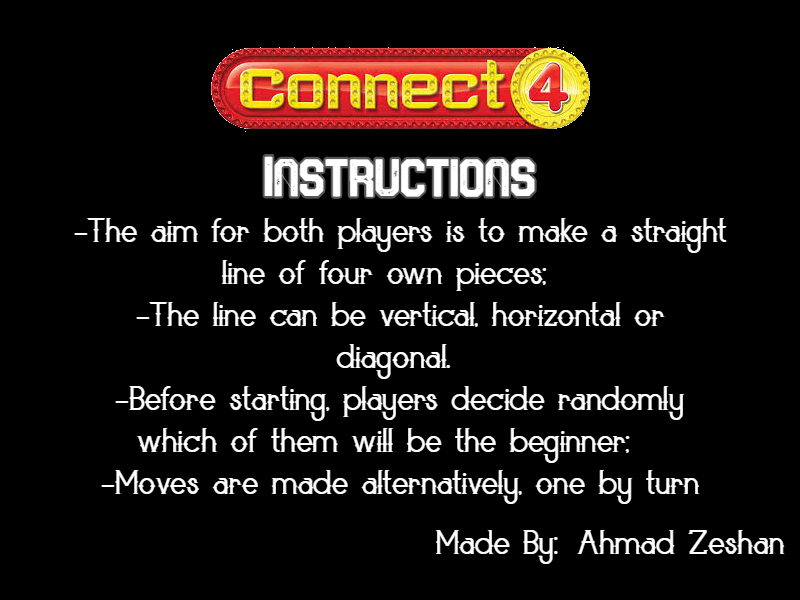 Connect 4
Instructions
-The aim for both players is to make a straight
line of four own pieces;
-The line can be vertical, horizontal or
diagonal.
-Before starting, players decide randomly
which of them will be the beginner;
-Moves are made alternatively, one by turn
Made By: Ahmad Zeshan